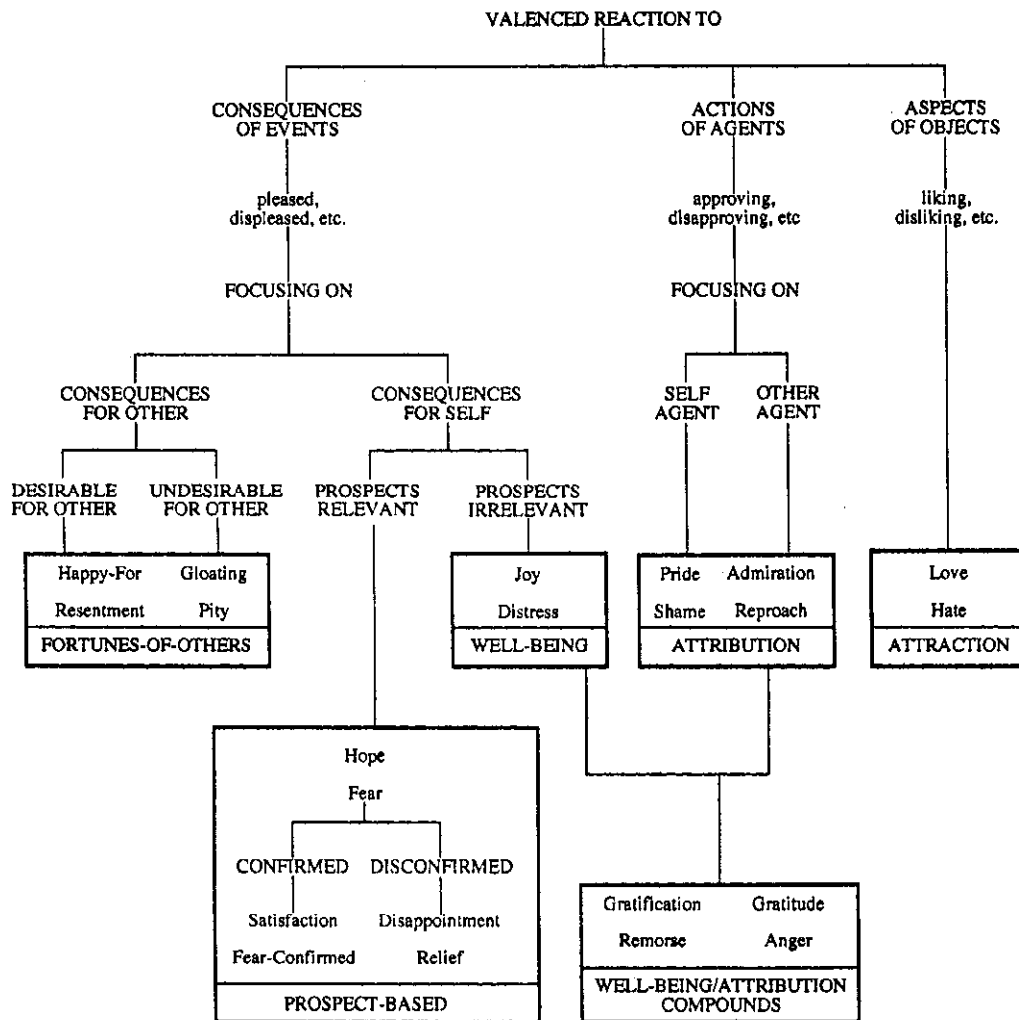 VALENCED REACTION TO
CONSEQUENCES
OF EVENTS
ACTIONS
OF AGENTS
ASPECTS
OF OBJECTS
pleased,
displeased, etc.
approving,
disapproving, etc
liking,
disliking, etc.
FOCUSING ON
FOCUSING ON
CONSEQUENCES
FOR OTHER
CONSEQUENCES
FOR SELF
SELF
AGENT
OTHER
AGENT
DESIRABLE
FOR OTHER
UNDESIRABLE
FOR OTHER
PROSPECTS
RELEVANT
PROSPECTS
IRRELEVANT
Happy-For Gloating
Resentment Pity
FORTUNES-OF-OTHERS
Joy
Distress
WELL-BEING
Pride Admiration
Shame Reproach
ATTRIBUTION
Love
Hate
ATTRACTION
Hope
Fear
CONFIRMED DISCONFIRMED
Satisfaction Disappointment
Fear-Confirmed Relief
PROSPECT-BASED
Gratification Gratitude
Remorse Anger
WELL-BEING/ATTRIBUTION
COMPOUNDS